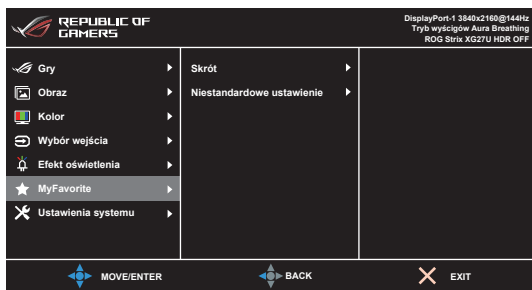 REPUBLIC OF
GAMERS
DisplayPort-1 3840x2160@144Hz
Tryb wyścigów Aura Breathing
ROG Strix XG27U HDR OFF
Gry
Obraz
Kolor
Wybór wejścia
Efekt oświetlenia
MyFavorite
Ustawienia systemu
Skrót
Niestandardowe ustawienie
MOVE/ENTER
BACK
EXIT